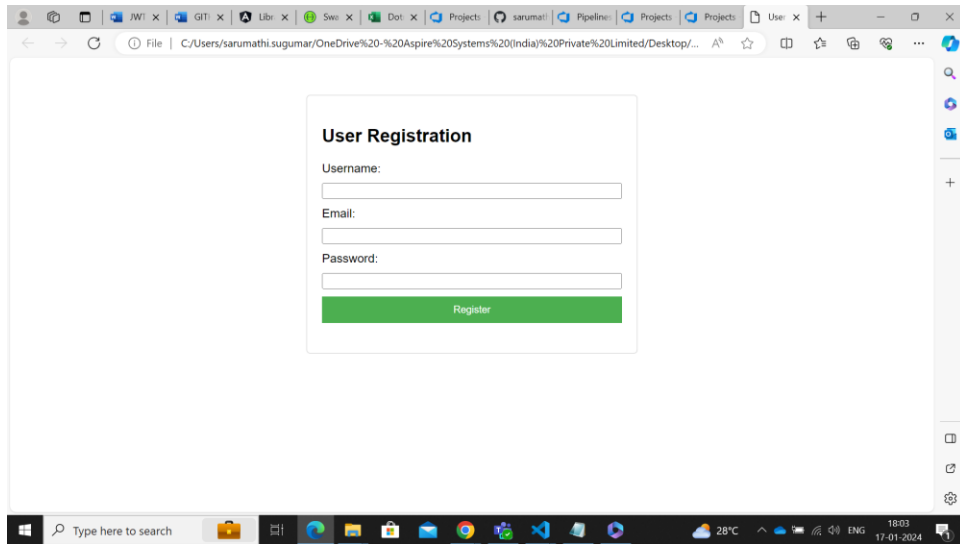 JWT
GIT
Libr
Swa
Dot
Projects
sarumat
Pipelines
Projects
Projects
User
File
C:/Users/sarumathi.sugumar/OneDrive%20-%20Aspire%20Systems%20(India)%20Private%20Limited/Desktop/...
User Registration
Username:
Email:
Password:
Register
Type here to search
28°C
ENG
18:03
17-01-2024